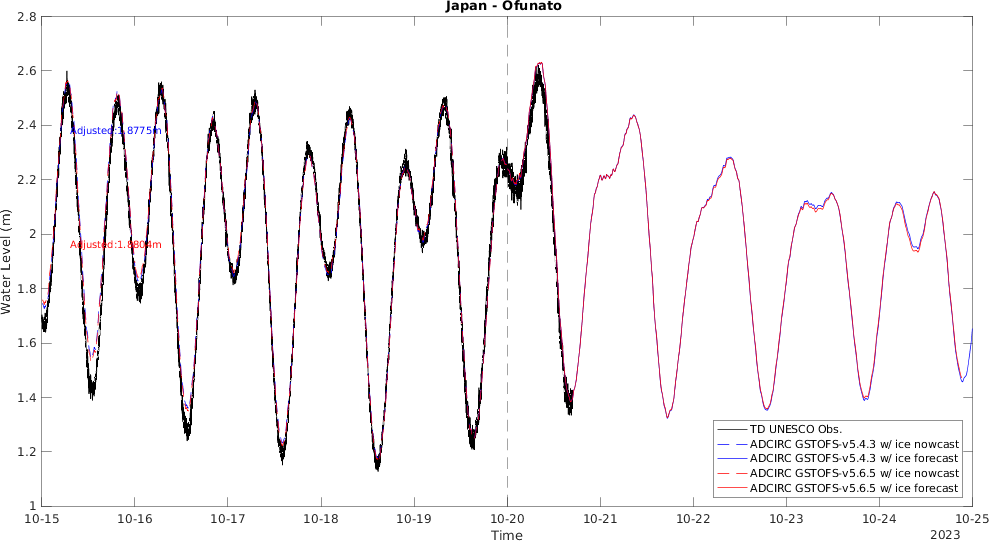 Japan - Ofunato
Water Level (m)
2.8
2.6
2.4
2.2
2
1.8
1.6
1.4
1.2
1
Adjusted:1.8775m
Adjusted:1.8804m
TD UNESCO Obs.
ADCIRC GSTOFS-v5.4.3 w/ ice nowcast
ADCIRC GSTOFS-v5.4.3 w/ ice forecast
ADCIRC GSTOFS-v5.6.5 w/ ice nowcast
ADCIRC GSTOFS-v5.6.5 w/ ice forecast
10-15 10-16 10-17 10-18 10-19 10-20 10-21 10-22 10-23 10-24 10-25
Time
2023